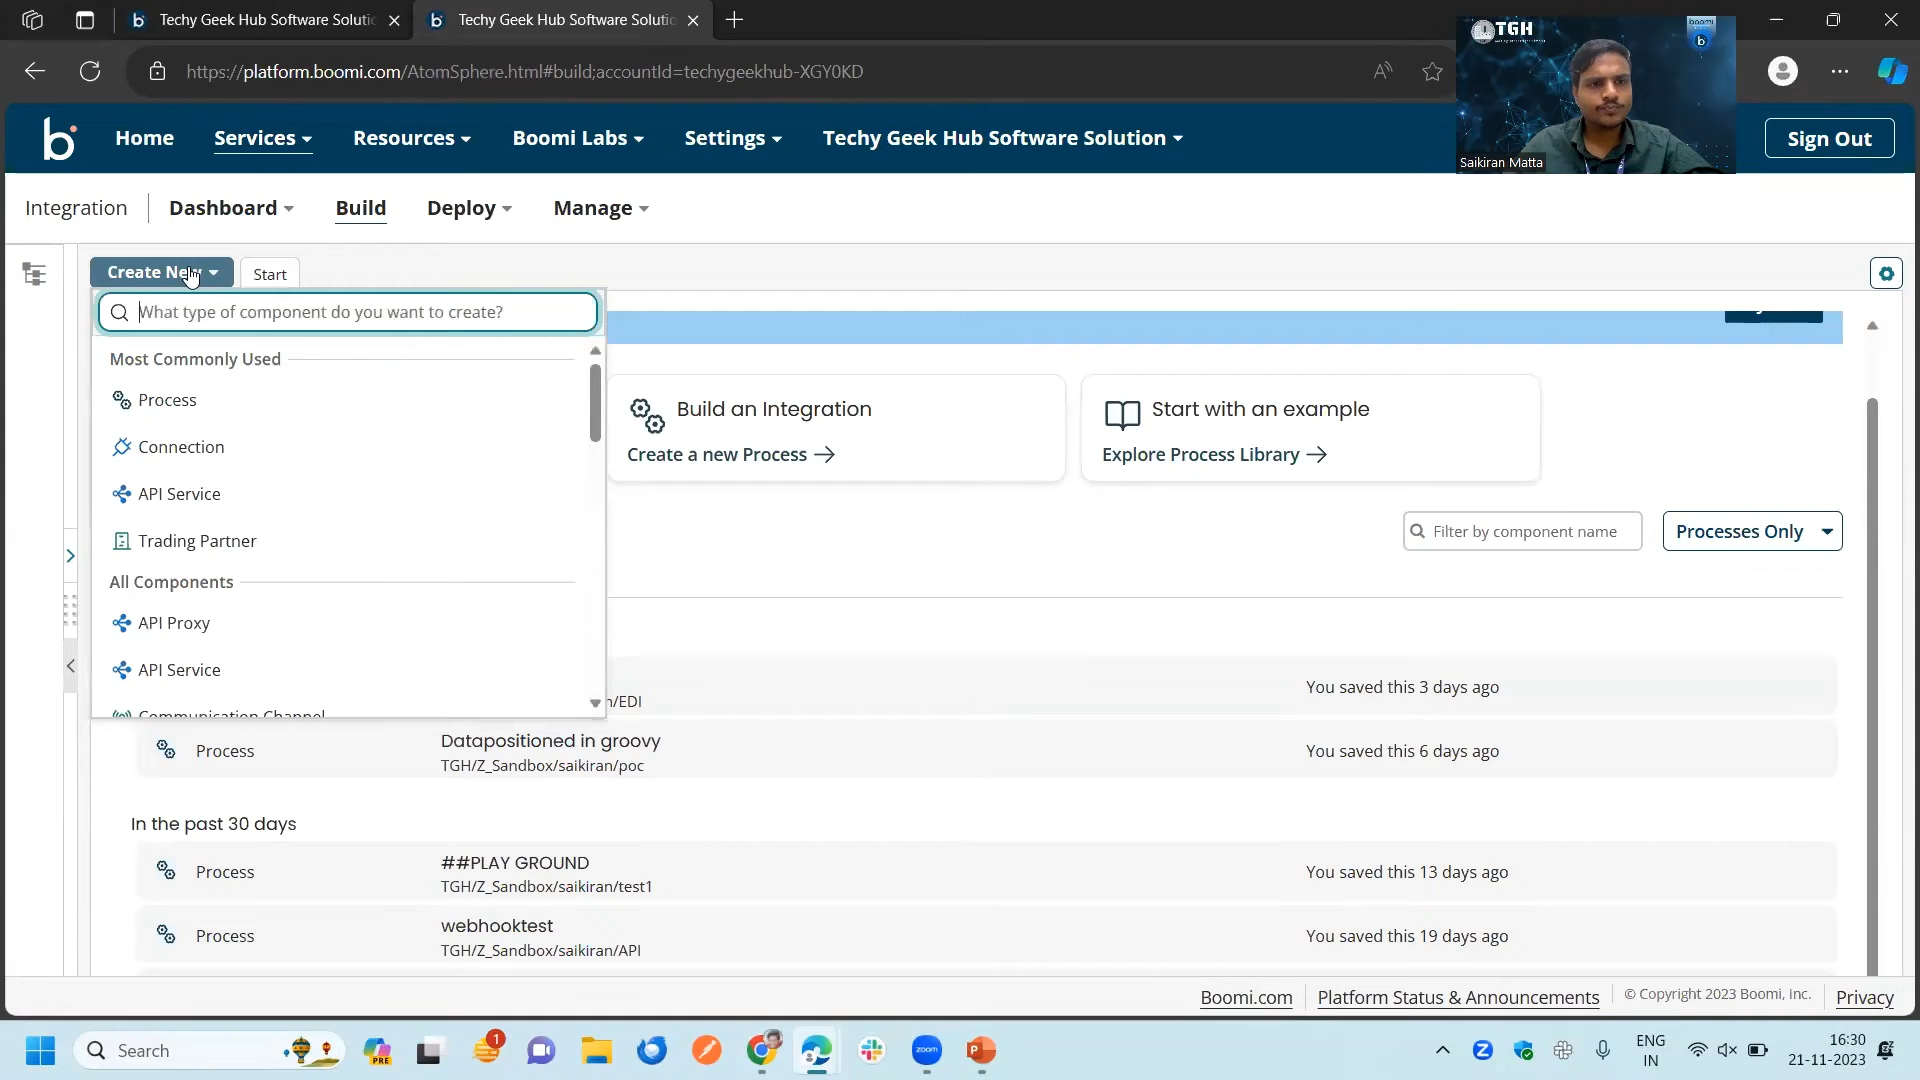 Techy Geek Hub Software Solutic
Techy Geek Hub Software Solutic
https://platform.boomi.com/AtomSphere.html#build;accountId=techygeekhub-XGY0KD
TGH
boomi
b
Saikiran Matta
b
Home
Services
Resources
Boomi Labs
Settings
Techy Geek Hub Software Solution
Sign Out
Integration
Dashboard
Build
Deploy
Manage
Create New
Start
What type of component do you want to create?
Most Commonly Used
Process
Connection
API Service
Trading Partner
All Components
API Proxy
API Service
Communication Channel
Build an Integration
Create a new Process
Start with an example
Explore Process Library
Filter by component name
Processes Only
n/EDI
You saved this 3 days ago
Process
Datapositioned in groovy
TGH/Z_Sandbox/saikiran/poc
You saved this 6 days ago
In the past 30 days
Process
##PLAY GROUND
TGH/Z_Sandbox/saikiran/test1
You saved this 13 days ago
Process
webhooktest
TGH/Z_Sandbox/saikiran/API
You saved this 19 days ago
Boomi.com
Platform Status & Announcements
© Copyright 2023 Boomi, Inc.
Privacy
Search
PRE
1
zoom
ENG
IN
16:30
21-11-2023